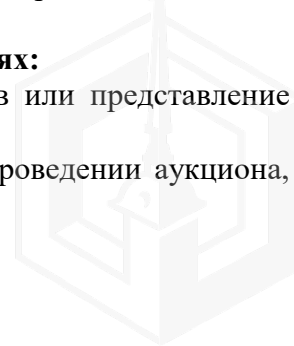 ях:
в или представление
роведении аукциона,